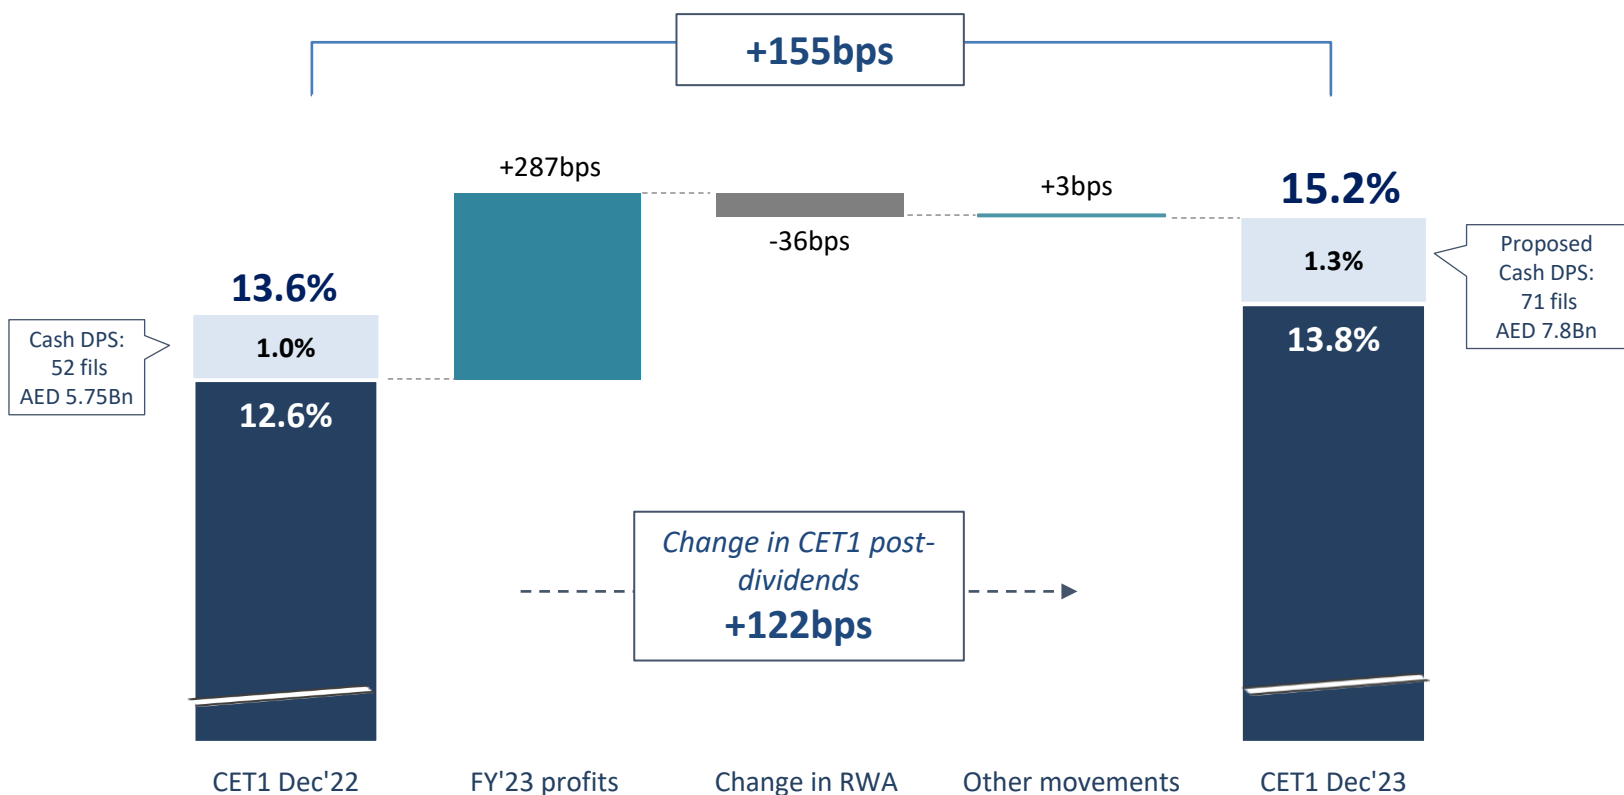 +155bps
+287bps
-36bps
+3bps
13.6%
1.0%
12.6%
Cash DPS:
52 fils
AED 5.75Bn
15.2%
1.3%
13.8%
Proposed
Cash DPS:
71 fils
AED 7.8Bn
Change in CET1 post-
dividends
+122bps
CET1 Dec'22
FY'23 profits
Change in RWA
Other movements
CET1 Dec'23